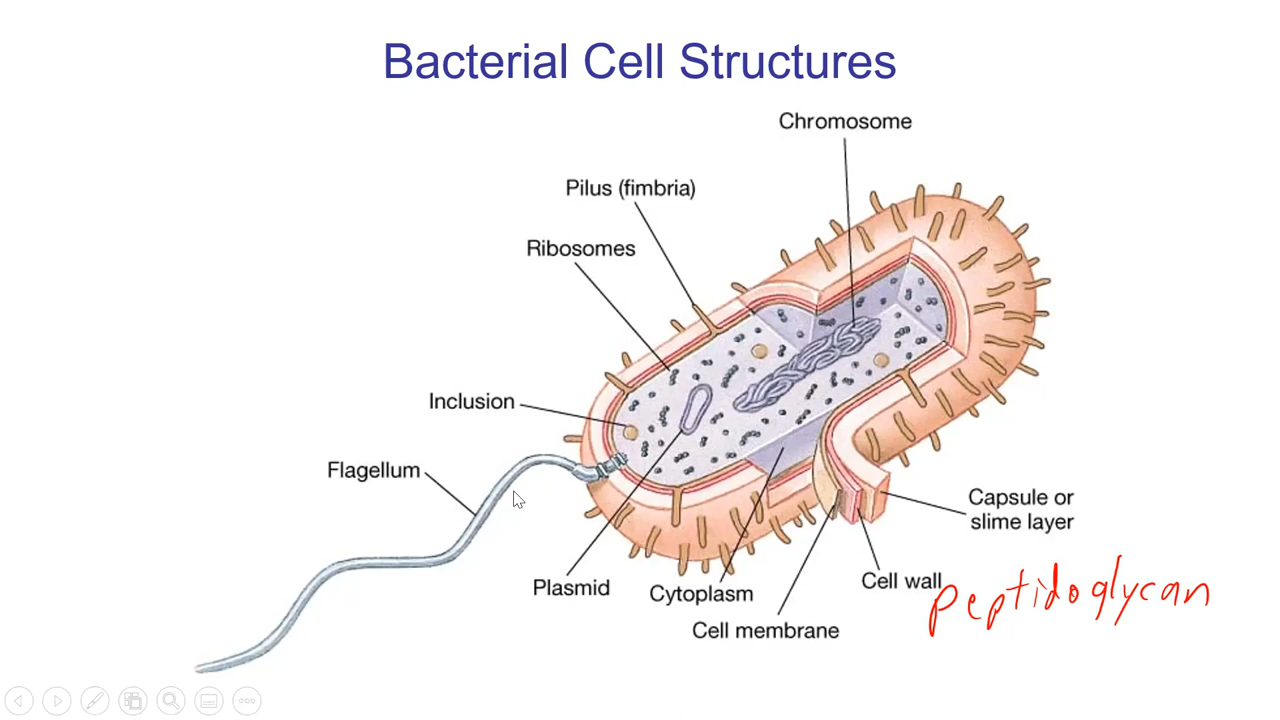 Bacterial Cell Structures
Chromosome
Pilus (fimbria)
Ribosomes
Inclusion
Flagellum
Capsule or
slime layer
Plasmid
Cytoplasm
Cell wall
peptidoglycan
Cell membrane